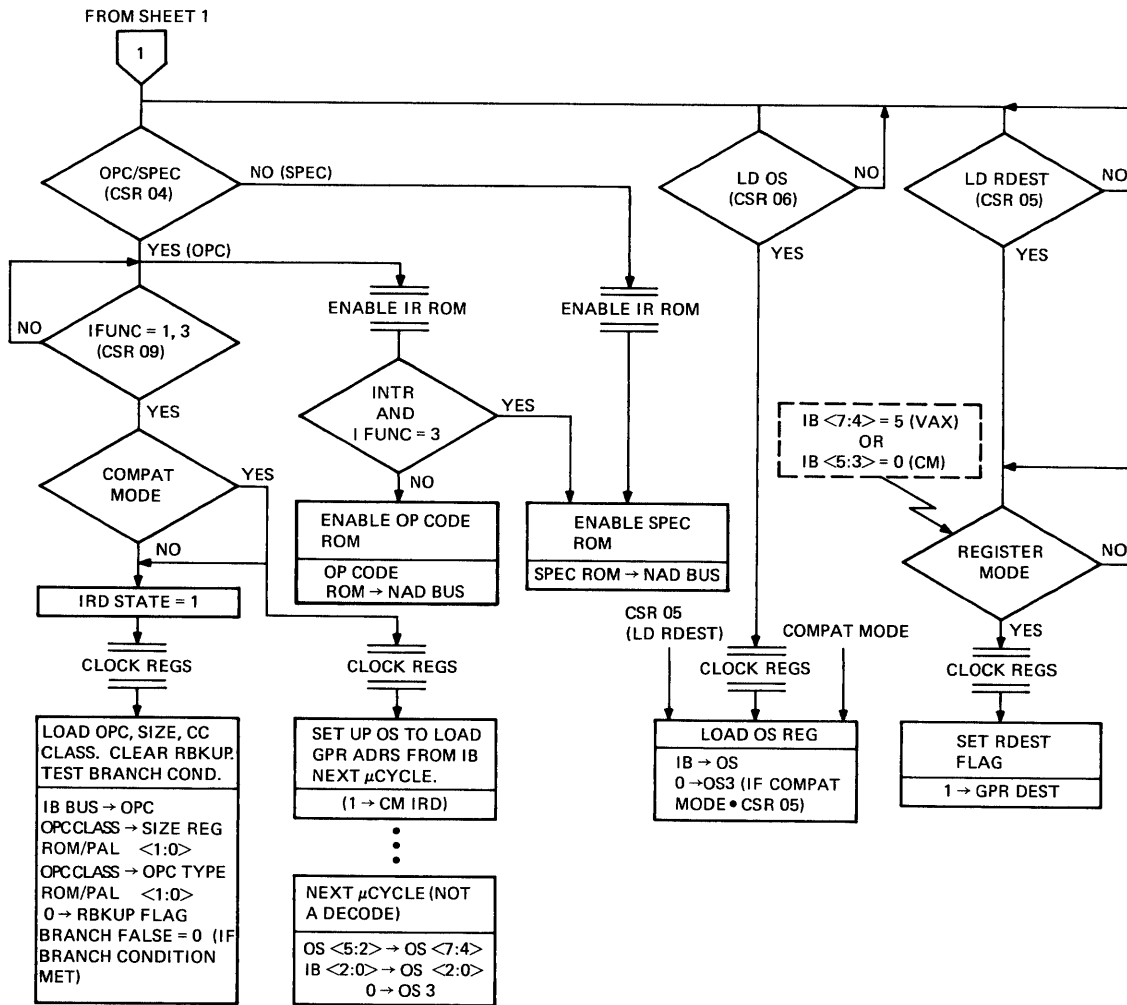 FROM SHEET 1
1
OPC/SPEC
(CSR 04)
NO (SPEC)
YES (OPC)
LD OS
(CSR 06)
NO
YES
LD RDEST
(CSR 05)
NO
YES
ENABLE IR ROM
ENABLE IR ROM
IFUNC = 1, 3
(CSR 09)
NO
YES
INTR
AND
I FUNC = 3
YES
NO
IB <7:4> = 5 (VAX)
OR
IB <5:3> = 0 (CM)
COMPAT
MODE
YES
NO
ENABLE OP CODE
ROM
OP CODE
ROM → NAD BUS
ENABLE SPEC
ROM
SPEC ROM → NAD BUS
REGISTER
MODE
NO
YES
IRD STATE = 1
CLOCK REGS
CLOCK REGS
CSR 05
(LD RDEST)
COMPAT MODE
CLOCK REGS
CLOCK REGS
LOAD OPC, SIZE, CC
CLASS. CLEAR RBKUP.
TEST BRANCH COND.
IB BUS → OPC
OPC CLASS → SIZE REG
ROM/PAL <1:0>
OPC CLASS → OPC TYPE
ROM/PAL <1:0>
0 → RBKUP FLAG
BRANCH FALSE = 0 (IF
BRANCH CONDITION
MET)
SET UP OS TO LOAD
GPR ADRS FROM IB
NEXT μCYCLE.
(1 → CM IRD)
NEXT μCYCLE (NOT
A DECODE)
OS <5:2> → OS <7:4>
IB <2:0> → OS <2:0>
0 → OS 3
LOAD OS REG
IB → OS
0 → OS3 (IF COMPAT
MODE • CSR 05)
SET RDEST
FLAG
1 → GPR DEST